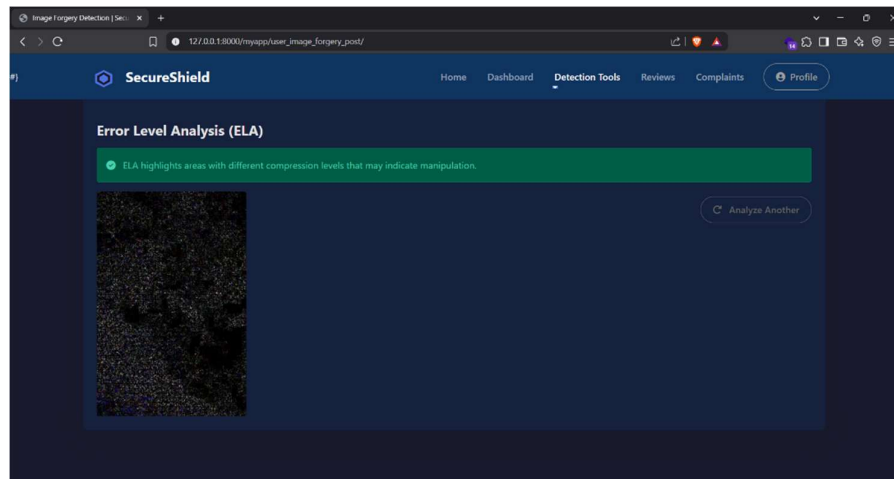 Image Forgery Detection | Secu
127.0.0.1:8000/myapp/user_image_forgery_post/
14
#}
SecureShield
Home Dashboard Detection Tools Reviews Complaints Profile
Error Level Analysis (ELA)
ELA highlights areas with different compression levels that may indicate manipulation.
Analyze Another